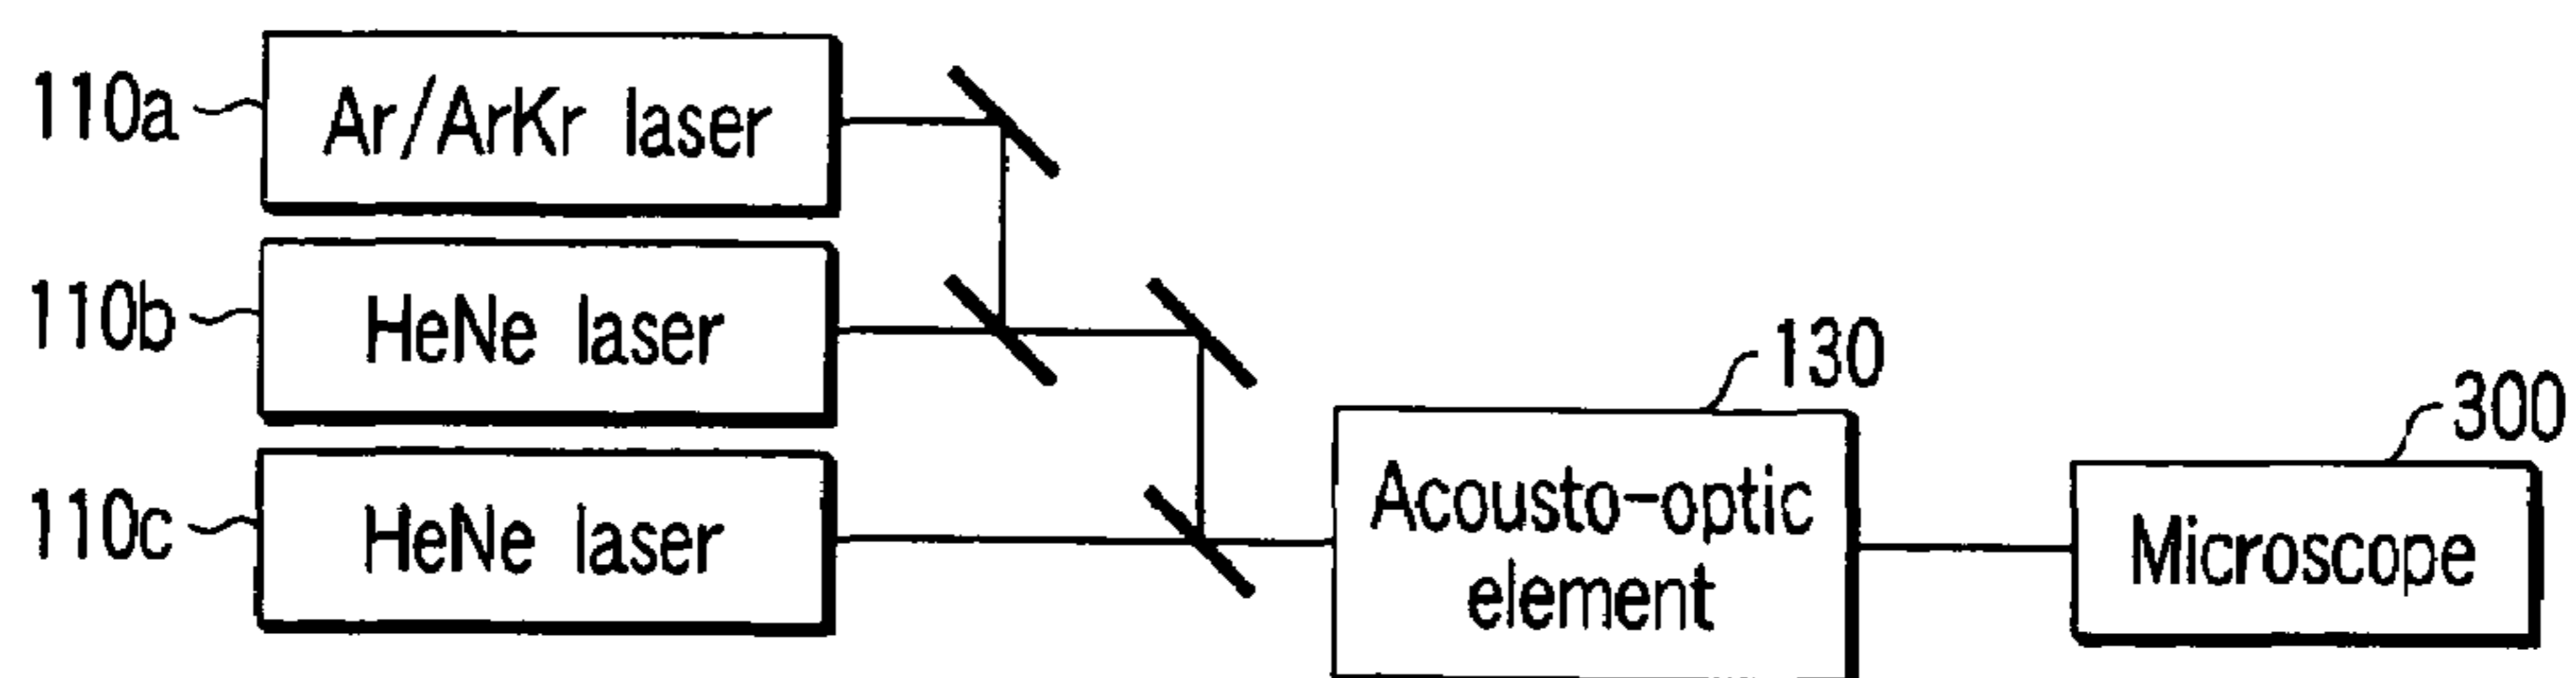 110a
Ar/ArKr laser
110b
HeNe laser
130
300
110c
HeNe laser
Acousto-optic
element
Microscope